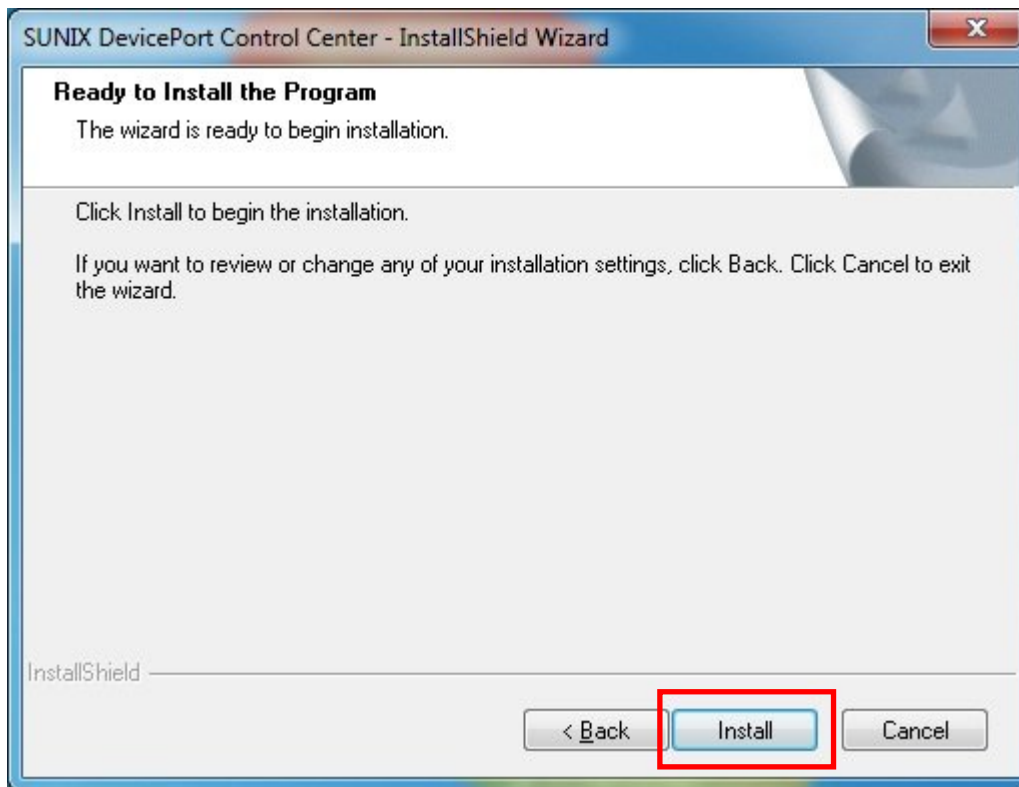 SUNIX DevicePort Control Center - InstallShield Wizard
Ready to Install the Program
The wizard is ready to begin installation.
Click Install to begin the installation.
If you want to review or change any of your installation settings, click Back. Click Cancel to exit
the wizard.
InstallShield
< Back Install Cancel